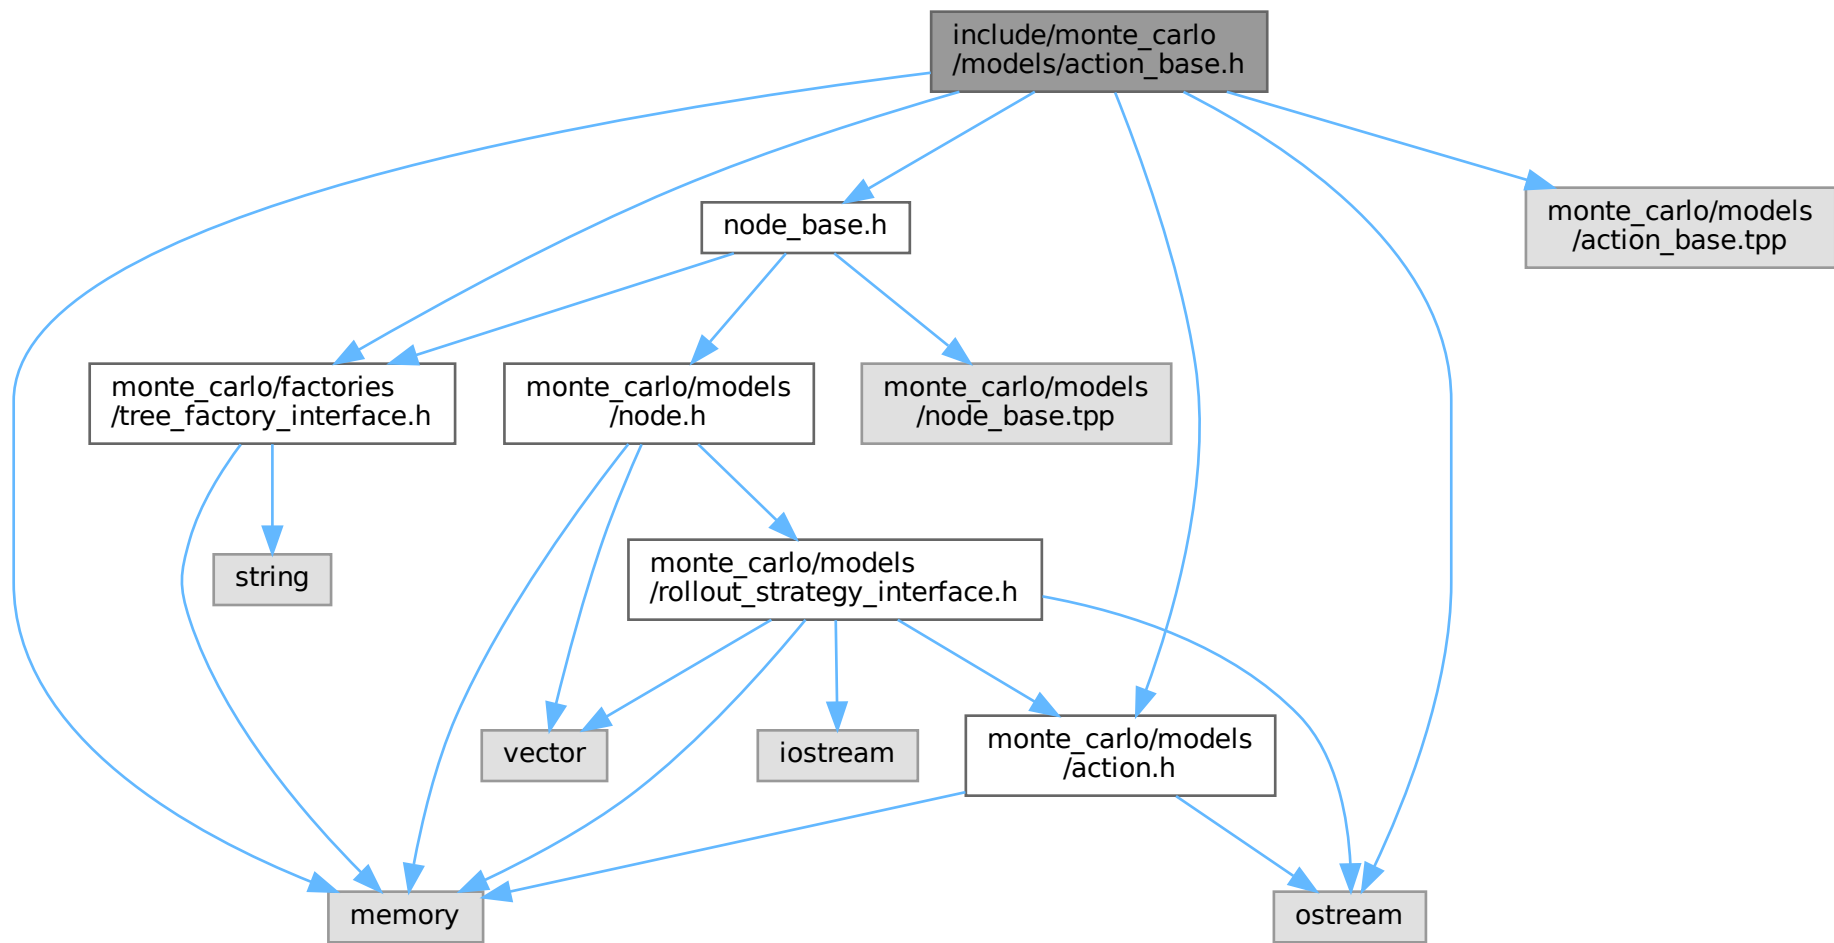 include/monte_carlo
/models/action_base.h
node_base.h
monte_carlo/models
/action_base.tpp
monte_carlo/factories
/tree_factory_interface.h
monte_carlo/models
/node.h
monte_carlo/models
/node_base.tpp
string
monte_carlo/models
/rollout_strategy_interface.h
vector
iostream
monte_carlo/models
/action.h
memory
ostream